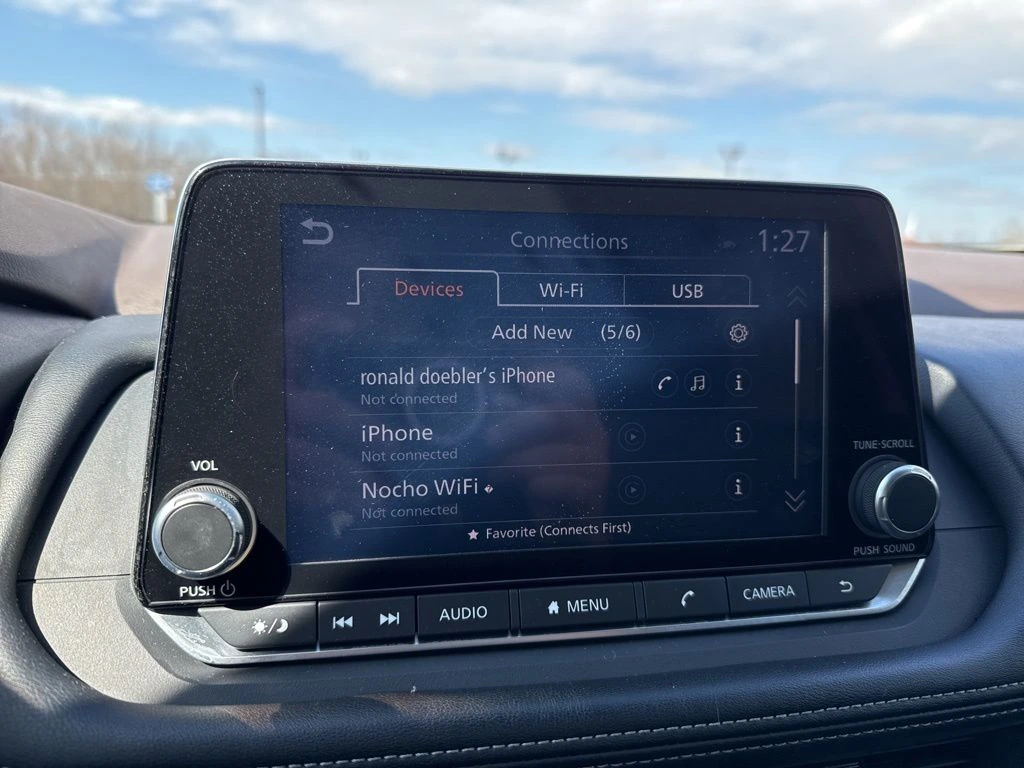 Connections 1:27
Devices Wi-Fi USB
Add New (5/6)
ronald doebler's iPhone
Not connected
iPhone
Not connected
Nocho WiFi �
Not connected
★ Favorite (Connects First)
VOL
PUSH
TUNE·SCROLL
PUSH SOUND
AUDIO MENU CAMERA